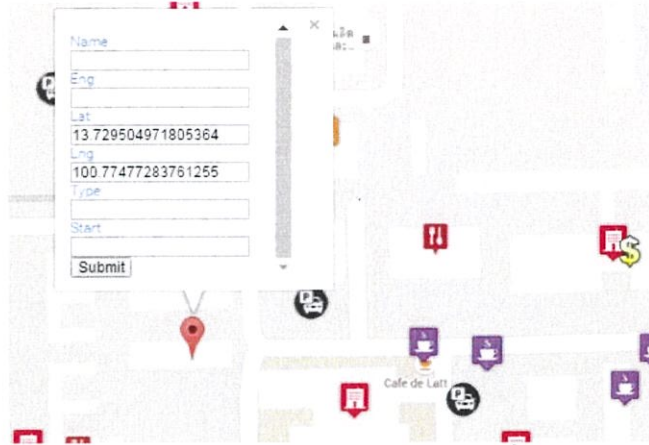 Name
Eng
Lat
13.729504971805364
Lng
100.77477283761255
Type
Start
Submit
Cafe de Latt